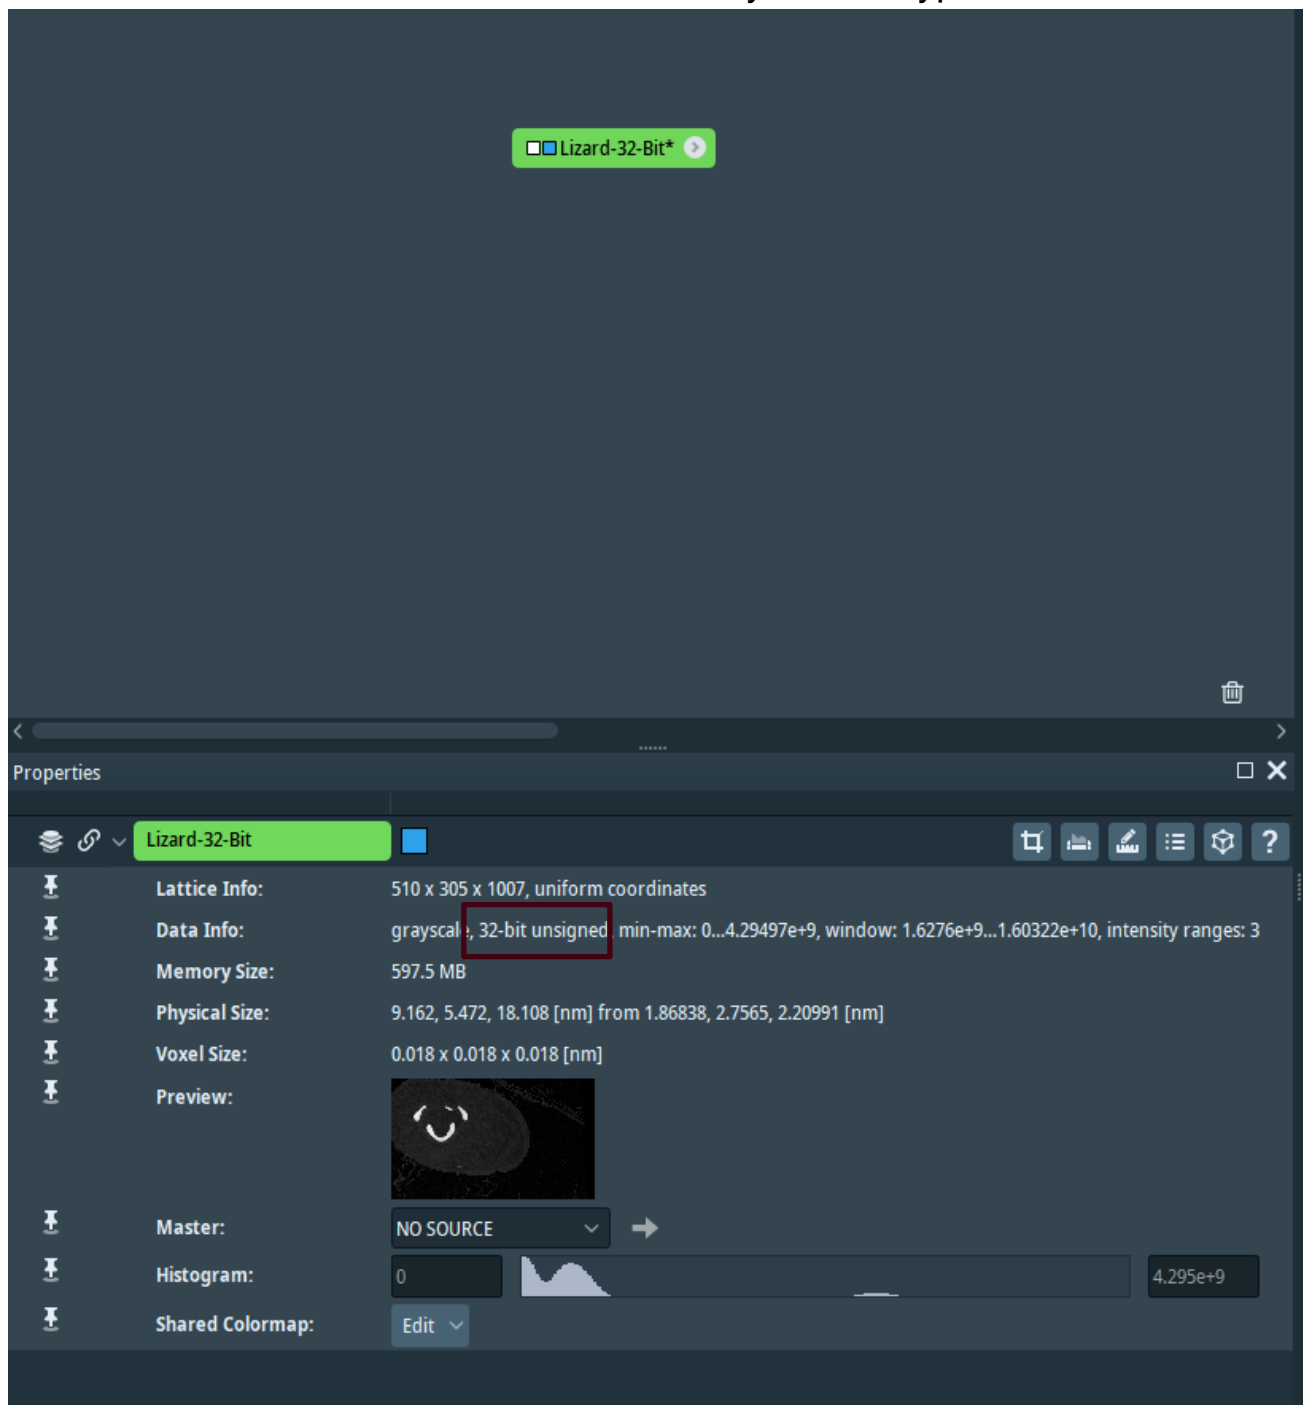 Lizard-32-Bit*
Properties
Lizard-32-Bit
?
Lattice Info: 510 x 305 x 1007, uniform coordinates
Data Info: grayscale, 32-bit unsigned, min-max: 0...4.29497e+9, window: 1.6276e+9...1.60322e+10, intensity ranges: 3
Memory Size: 597.5 MB
Physical Size: 9.162, 5.472, 18.108 [nm] from 1.86838, 2.7565, 2.20991 [nm]
Voxel Size: 0.018 x 0.018 x 0.018 [nm]
Preview:
Master: NO SOURCE
Histogram: 0 4.295e+9
Shared Colormap: Edit